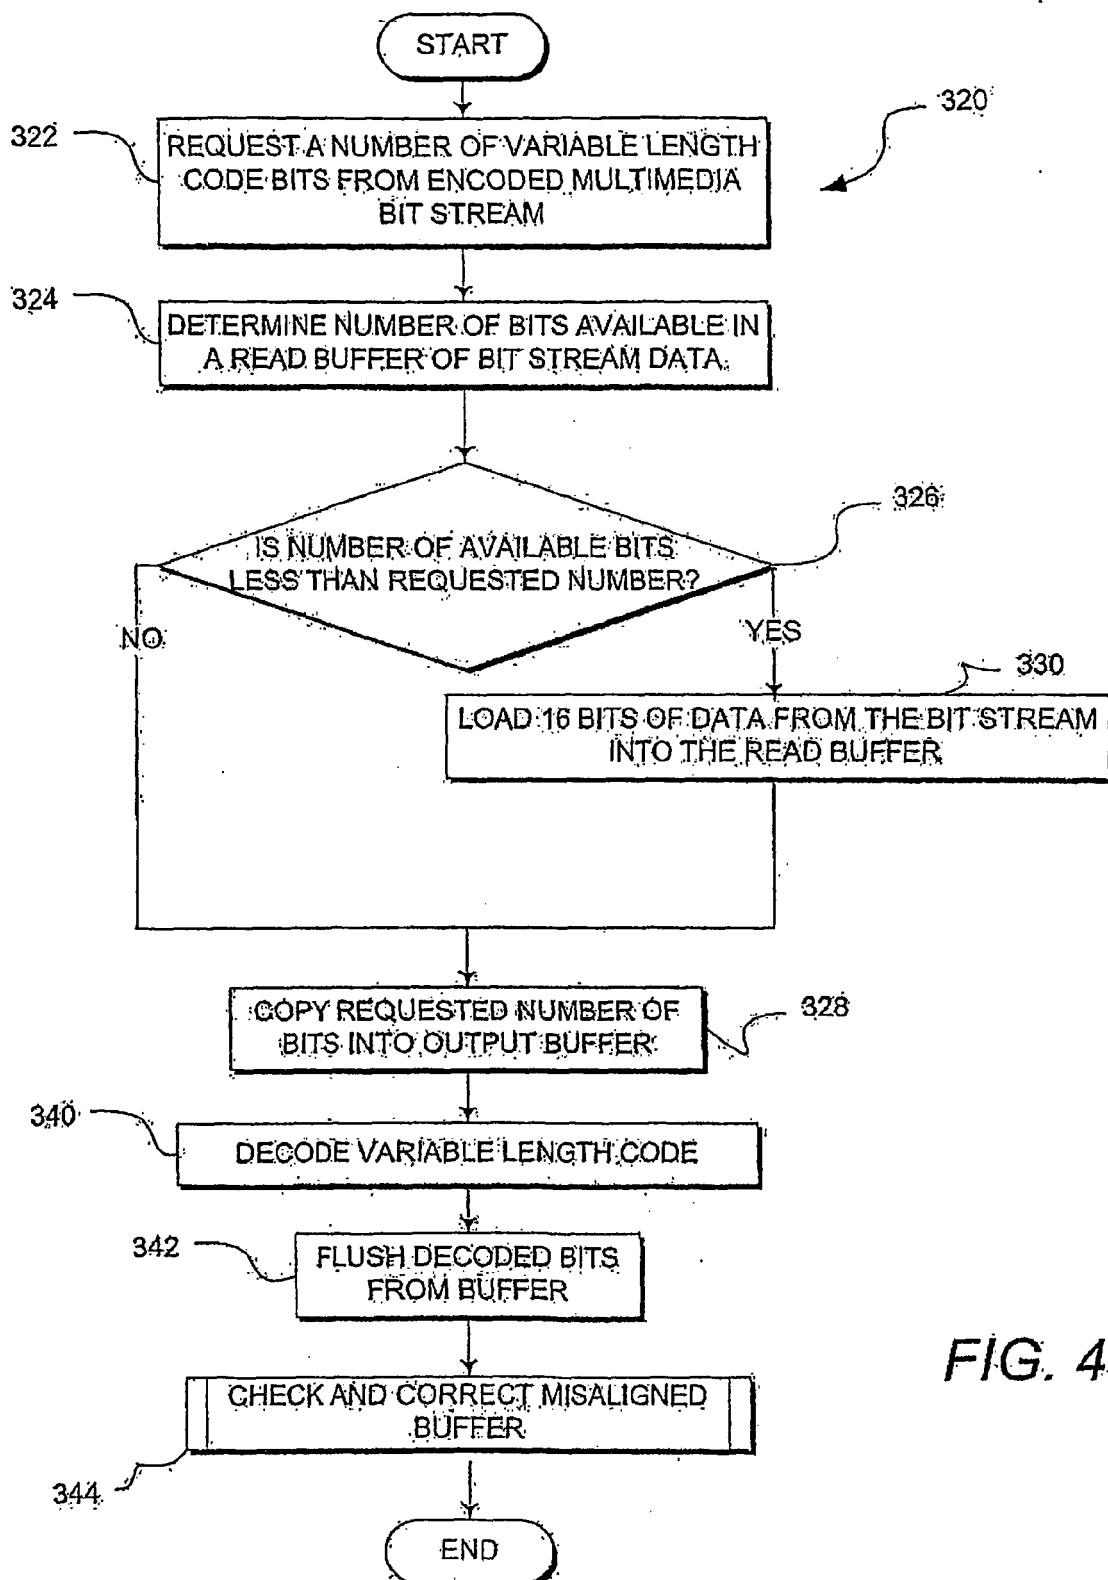 START
320
322
REQUEST A NUMBER OF VARIABLE LENGTH
CODE BITS FROM ENCODED MULTIMEDIA
BIT STREAM
324
DETERMINE NUMBER OF BITS AVAILABLE IN
A READ BUFFER OF BIT STREAM DATA.
326
IS NUMBER OF AVAILABLE BITS
LESS THAN REQUESTED NUMBER?
NO
YES
330
LOAD 16 BITS OF DATA FROM THE BIT STREAM
INTO THE READ BUFFER
328
COPY REQUESTED NUMBER OF
BITS INTO OUTPUT BUFFER
340
DECODE VARIABLE LENGTH CODE
342
FLUSH DECODED BITS
FROM BUFFER
FIG. 4
CHECK AND CORRECT MISALIGNED
BUFFER
344
END